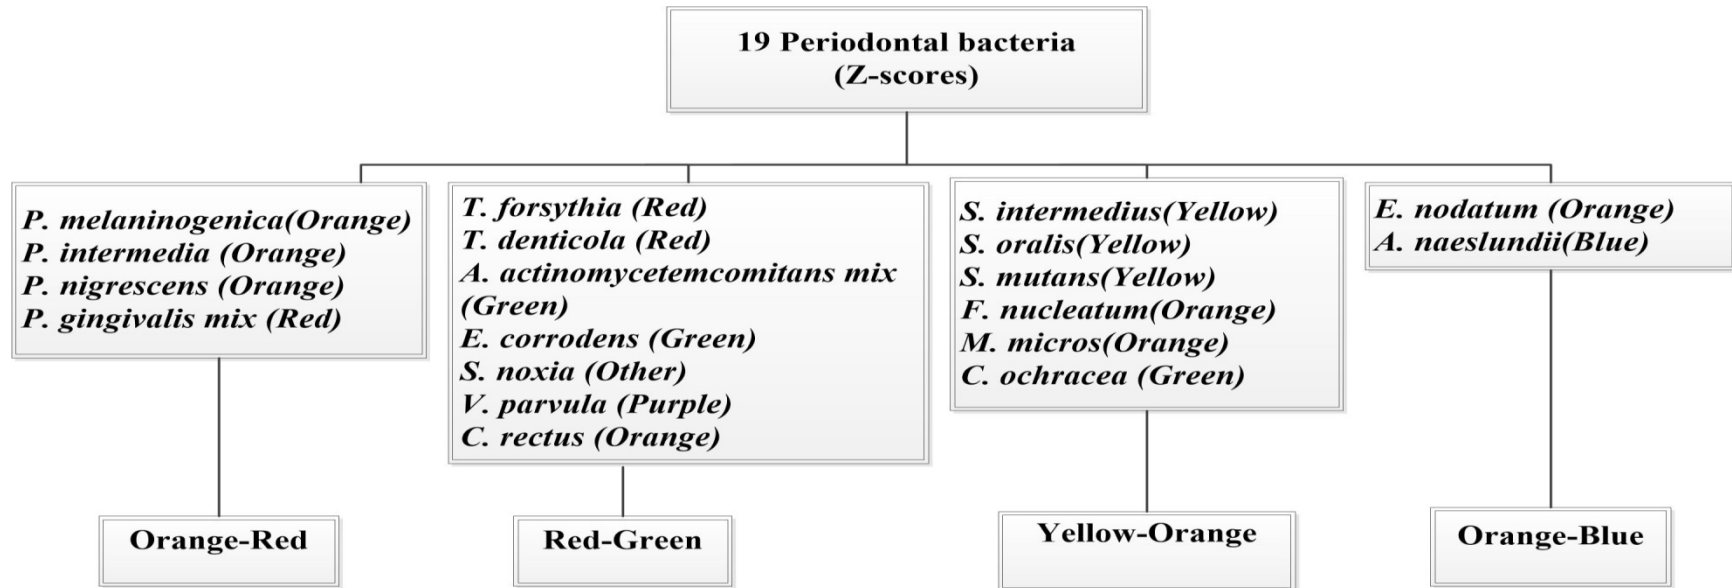 19 Periodontal bacteria
(Z-scores)
P. melaninogenica(Orange)
P. intermedia (Orange)
P. nigrescens (Orange)
P. gingivalis mix (Red)
T. forsythia (Red)
T. denticola (Red)
A. actinomycetemcomitans mix
(Green)
E. corrodens (Green)
S. noxia (Other)
V. parvula (Purple)
C. rectus (Orange)
S. intermedius(Yellow)
S. oralis(Yellow)
S. mutans(Yellow)
F. nucleatum(Orange)
M. micros(Orange)
C. ochracea (Green)
E. nodatum (Orange)
A. naeslundii(Blue)
Orange-Red
Red-Green
Yellow-Orange
Orange-Blue